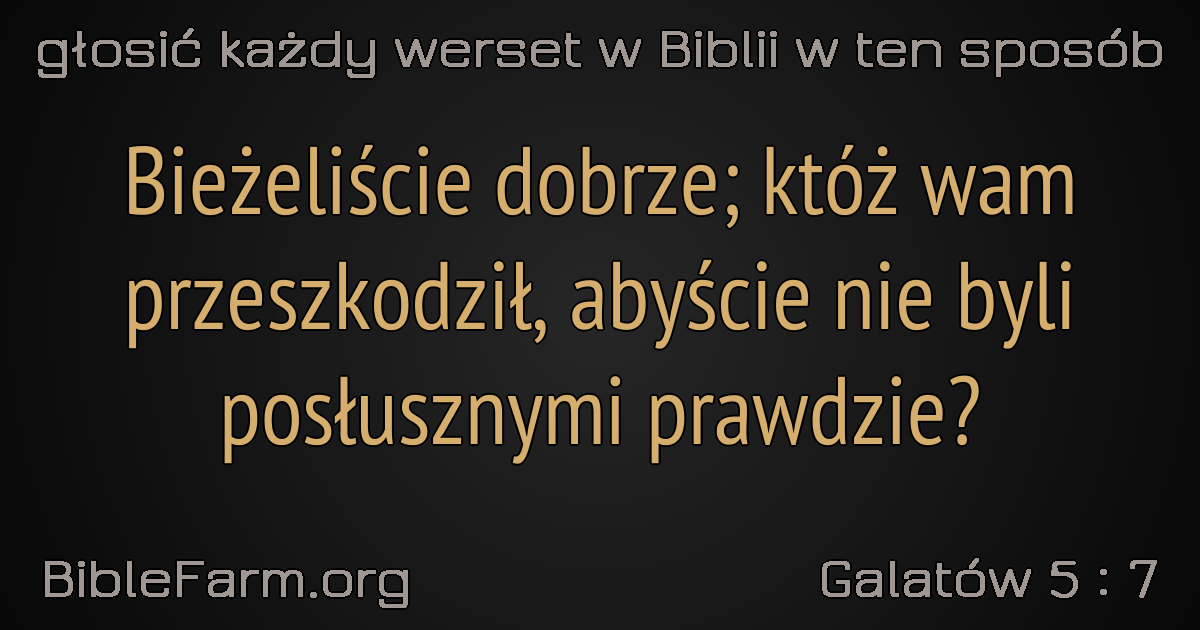 głosić każdy werset w Biblii w ten sposób
Bieżeliście dobrze; któż wam
przeszkodził, abyście nie byli
posłusznymi prawdzie?
BibleFarm.org
Galatów 5 : 7